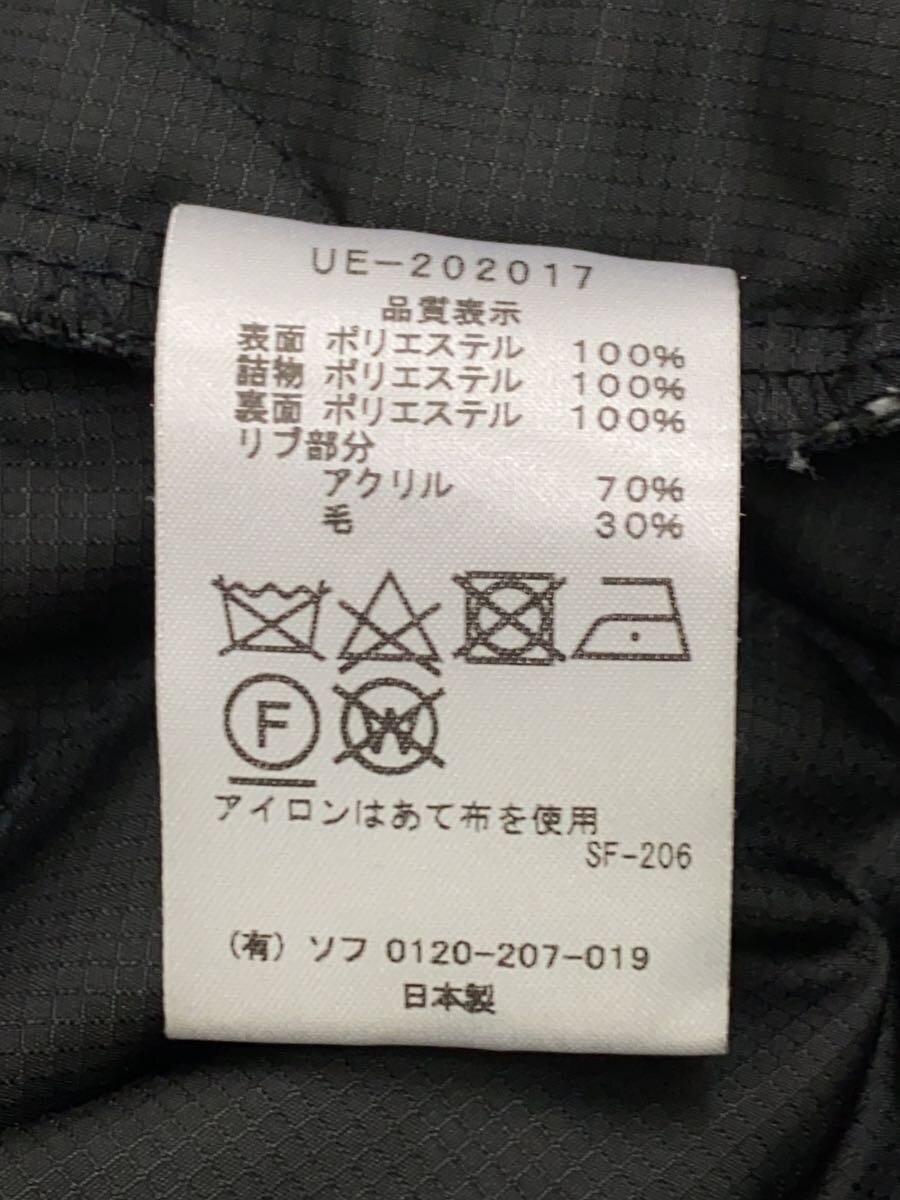 UE-202017
品質表示
表面 ポリエステル 100%
詰物 ポリエステル 100%
裏面 ポリエステル 100%
リブ部分
アクリル 70%
毛 30%
F W
アイロンはあて布を使用
SF-206
(有) ソフ 0120-207-019
日本製